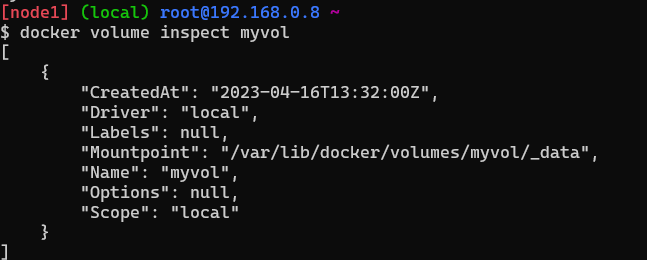 [node1] (local) root@192.168.0.8 ~
$ docker volume inspect myvol
[
    {
        "CreatedAt": "2023-04-16T13:32:00Z",
        "Driver": "local",
        "Labels": null,
        "Mountpoint": "/var/lib/docker/volumes/myvol/_data",
        "Name": "myvol",
        "Options": null,
        "Scope": "local"
    }
]